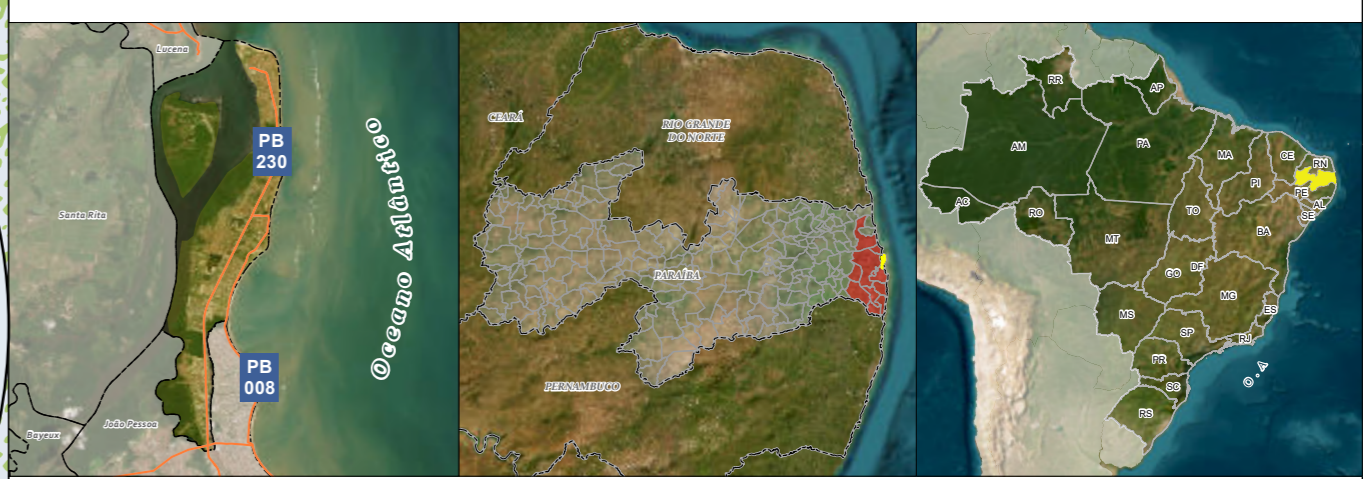 Lucena
PB
230
Oceano Atlântico
Santa Rita
PB
008
João Pessoa
Bayeux
CEARÁ
RIO GRANDE
DO NORTE
PARAÍBA
PERNAMBUCO
RR
AP
AM
PA
MA
CE
RN
PI
PE
AL
SE
AC
RO
TO
BA
MT
DF
GO
MG
ES
MS
SP
RJ
PR
SC
RS
O. A